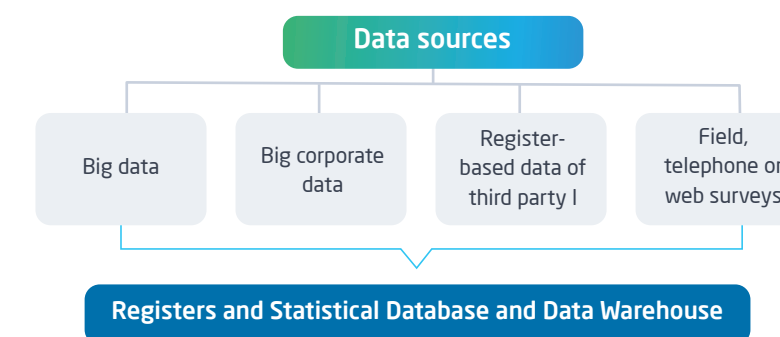 Data sources
Big data
Big corporate
data
Register-
based data of
third party I
Field,
telephone or
web surveys
Registers and Statistical Database and Data Warehouse